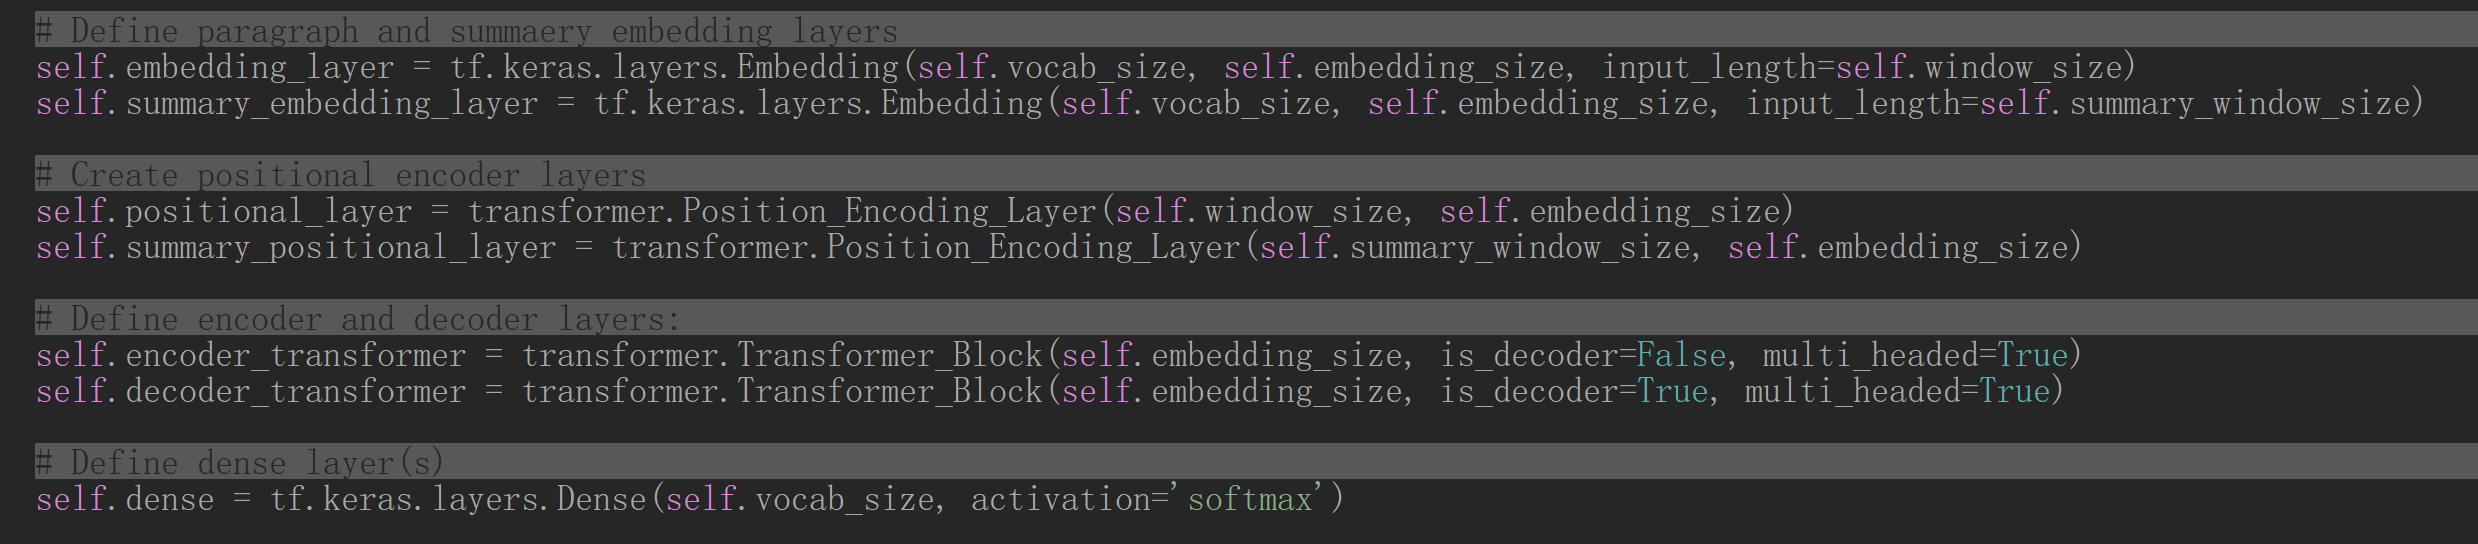 # Define paragraph and summaery embedding layers
self.embedding_layer = tf.keras.layers.Embedding(self.vocab_size, self.embedding_size, input_length=self.window_size)
self.summary_embedding_layer = tf.keras.layers.Embedding(self.vocab_size, self.embedding_size, input_length=self.summary_window_size)
# Create positional encoder layers
self.positional_layer = transformer.Position_Encoding_Layer(self.window_size, self.embedding_size)
self.summary_positional_layer = transformer.Position_Encoding_Layer(self.summary_window_size, self.embedding_size)
# Define encoder and decoder layers:
self.encoder_transformer = transformer.Transformer_Block(self.embedding_size, is_decoder=False, multi_headed=True)
self.decoder_transformer = transformer.Transformer_Block(self.embedding_size, is_decoder=True, multi_headed=True)
# Define dense layer(s)
self.dense = tf.keras.layers.Dense(self.vocab_size, activation='softmax')